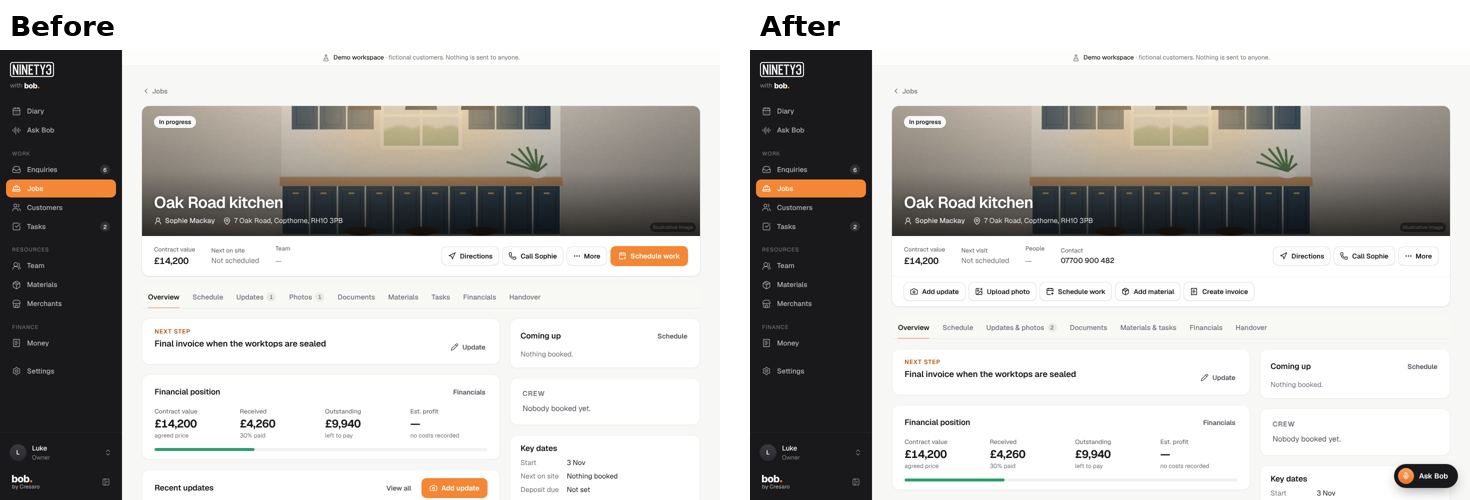 Before
NINETY3
with bob.
Diary
Ask Bob
WORK
Enquiries 6
Jobs
Customers
Tasks 2
RESOURCES
Team
Materials
Merchants
FINANCE
Money
Settings
L Luke
Owner
bob.
by Cresaro
Demo workspace · fictional customers. Nothing is sent to anyone.
Jobs
In progress
Oak Road kitchen
Sophie Mackay 7 Oak Road, Copthorne, RH10 3PB
Illustrative image
Contract value Next on site Team
£14,200 Not scheduled —
Directions Call Sophie More Schedule work
Overview Schedule Updates 1 Photos 1 Documents Materials Tasks Financials Handover
NEXT STEP
Final invoice when the worktops are sealed
Update
Financial position Financials
Contract value Received Outstanding Est. profit
£14,200 £4,260 £9,940 —
agreed price 30% paid left to pay no costs recorded
Recent updates View all Add update
Coming up Schedule
Nothing booked.
CREW
Nobody booked yet.
Key dates
Start 3 Nov
Next on site Nothing booked
Deposit due Not set
After
NINETY3
with bob.
Diary
Ask Bob
WORK
Enquiries 6
Jobs
Customers
Tasks 2
RESOURCES
Team
Materials
Merchants
FINANCE
Money
Settings
L Luke
Owner
bob.
by Cresaro
Demo workspace · fictional customers. Nothing is sent to anyone.
Jobs
In progress
Oak Road kitchen
Sophie Mackay 7 Oak Road, Copthorne, RH10 3PB
Illustrative image
Contract value Next visit People Contact
£14,200 Not scheduled — 07700 900 482
Directions Call Sophie More
Add update Upload photo Schedule work Add material Create invoice
Overview Schedule Updates & photos 2 Documents Materials & tasks Financials Handover
NEXT STEP
Final invoice when the worktops are sealed
Update
Financial position Financials
Contract value Received Outstanding Est. profit
£14,200 £4,260 £9,940 —
agreed price 30% paid left to pay no costs recorded
Coming up Schedule
Nothing booked.
CREW
Nobody booked yet.
Key dates
Start 3 Nov
Ask Bob